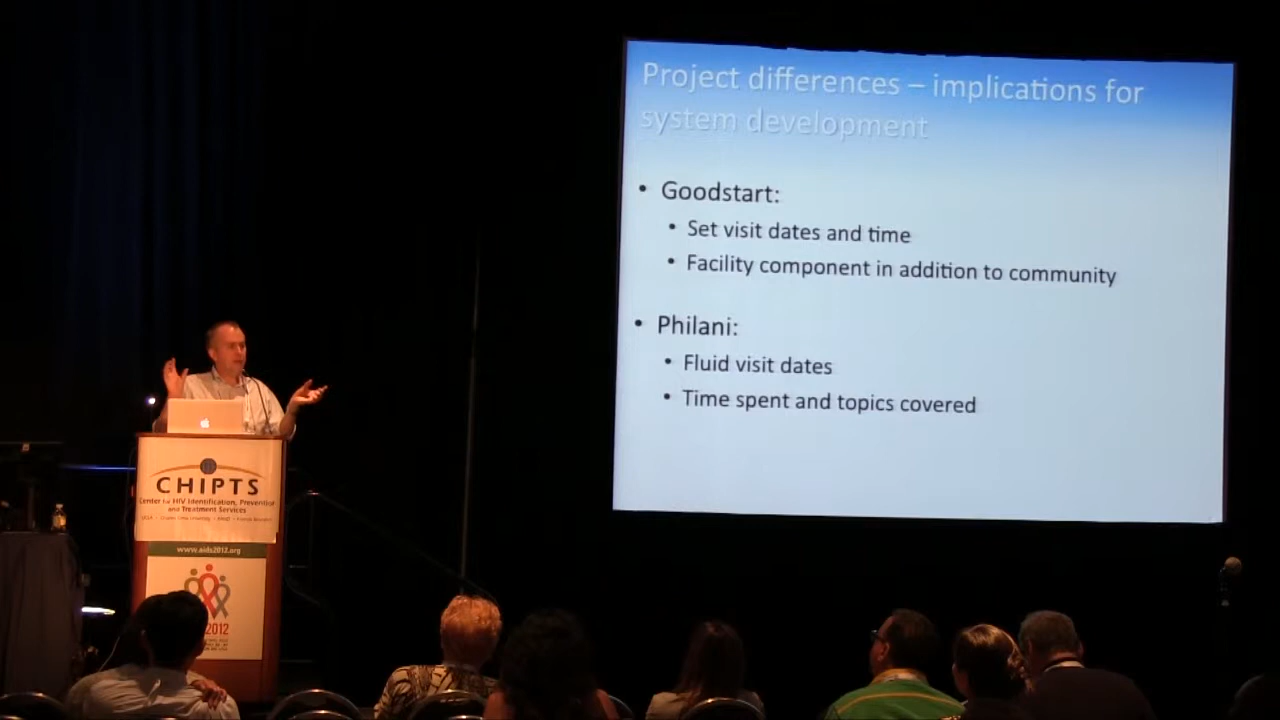 Project differences – implications for
system development
• Goodstart:
• Set visit dates and time
• Facility component in addition to community
• Philani:
• Fluid visit dates
• Time spent and topics covered
CHIPTS
Center for HIV Identification, Prevention
and Treatment Services
www.aids2012.org
2012